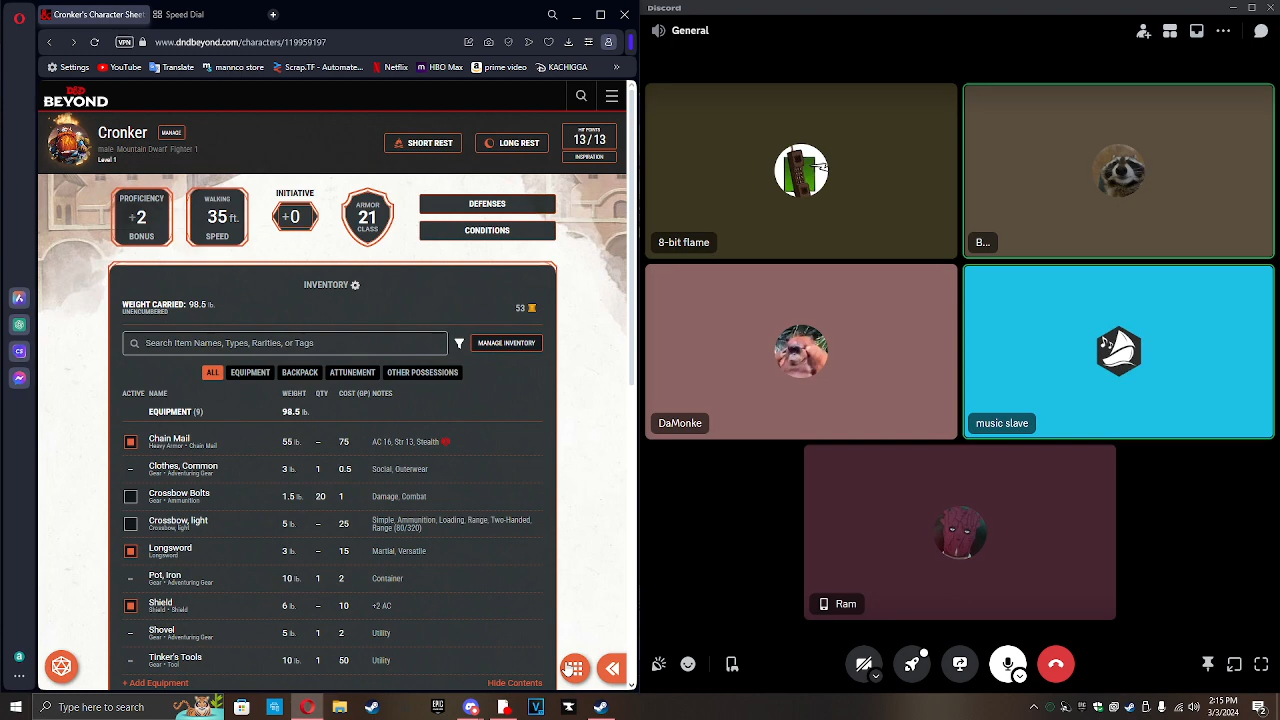 Cronker's Character Sheet
Speed Dial
VPN
www.dndbeyond.com/characters/119959197
Settings
YouTube
Translate
mannco store
Scrap.TF - Automate...
Netflix
HBO Max
prime video
KACHIGGA
D&D
BEYOND
Cronker
MANAGE
male Mountain Dwarf Fighter 1
Level 1
SHORT REST
LONG REST
HIT POINTS
13/13
INSPIRATION
PROFICIENCY
+2
BONUS
WALKING
35 ft.
SPEED
INITIATIVE
+0
ARMOR
21
CLASS
DEFENSES
CONDITIONS
INVENTORY
WEIGHT CARRIED: 98.5 lb.
UNENCUMBERED
53
Search Item Names, Types, Rarities, or Tags
MANAGE INVENTORY
ALL
EQUIPMENT
BACKPACK
ATTUNEMENT
OTHER POSSESSIONS
ACTIVE NAME WEIGHT QTY COST (GP) NOTES
EQUIPMENT (9) 98.5 lb.
Chain Mail 55 lb. -- 75 AC 16, Str 13, Stealth
Heavy Armor • Chain Mail
Clothes, Common 3 lb. 1 0.5 Social, Outerwear
Gear • Adventuring Gear
Crossbow Bolts 1.5 lb. 20 1 Damage, Combat
Gear • Ammunition
Crossbow, light 5 lb. -- 25 Simple, Ammunition, Loading, Range, Two-Handed,
Crossbow, light Range (80/320)
Longsword 3 lb. -- 15 Martial, Versatile
Longsword
Pot, Iron 10 lb. 1 2 Container
Gear • Adventuring Gear
Shield 6 lb. -- 10 +2 AC
Shield • Shield
Shovel 5 lb. 1 2 Utility
Gear • Adventuring Gear
Tinker's Tools 10 lb. 1 50 Utility
Gear • Tool
+ Add Equipment
Hide Contents
Discord
General
8-bit flame
B...
DaMonke
music slave
Ram
Type here to search
EPIC
2:15 PM
3/3/2024